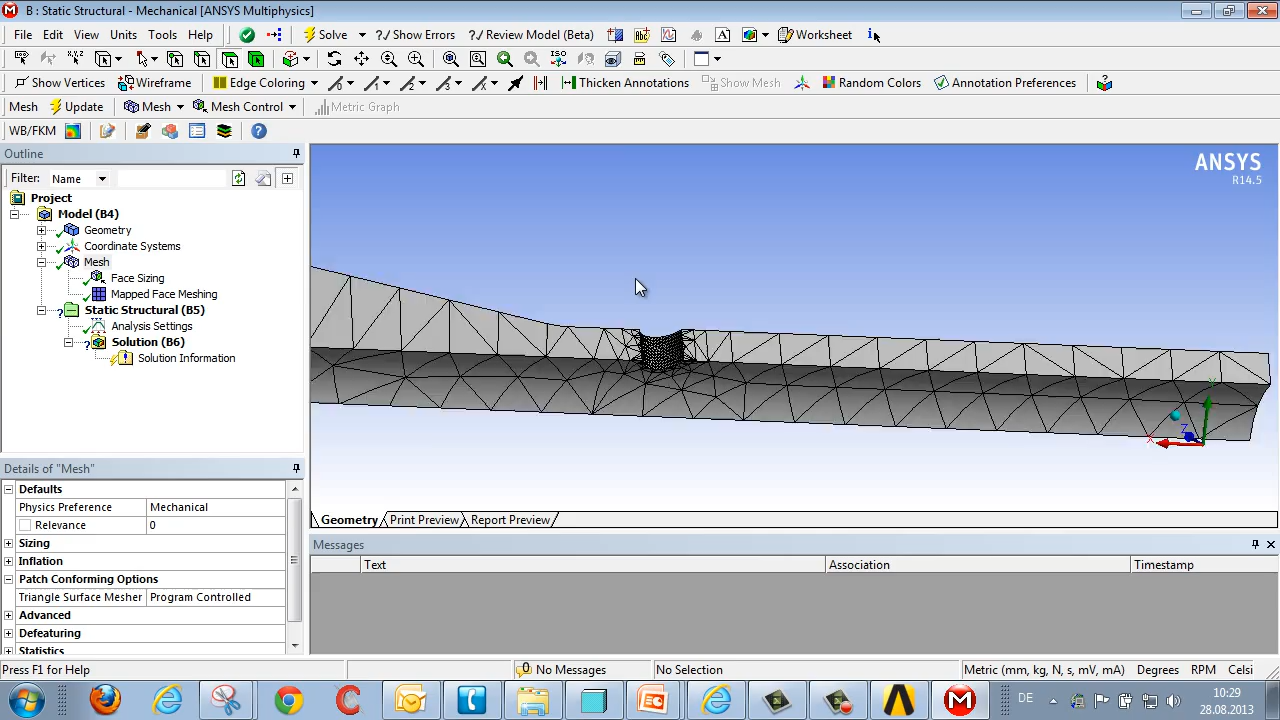 B : Static Structural - Mechanical [ANSYS Multiphysics]
File Edit View Units Tools Help Solve ?/ Show Errors ?/ Review Model (Beta) A Worksheet i
Show Vertices Wireframe Edge Coloring Thicken Annotations Show Mesh Random Colors Annotation Preferences
Mesh Update Mesh Mesh Control Metric Graph
WB/FKM
Outline
Filter: Name
Project
Model (B4)
Geometry
Coordinate Systems
Mesh
Face Sizing
Mapped Face Meshing
Static Structural (B5)
Analysis Settings
Solution (B6)
Solution Information
Details of "Mesh"
Defaults
Physics Preference Mechanical
Relevance 0
Sizing
Inflation
Patch Conforming Options
Triangle Surface Mesher Program Controlled
Advanced
Defeaturing
Statistics
ANSYS
R14.5
Y
Z
X
Geometry Print Preview Report Preview
Messages
Text Association Timestamp
Press F1 for Help 0 No Messages No Selection Metric (mm, kg, N, s, mV, mA) Degrees RPM Celsi
DE
10:29
28.08.2013